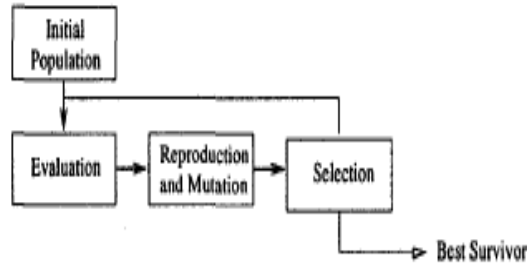 Initial
Population
Evaluation
Reproduction
and Mutation
Selection
Best Survivor